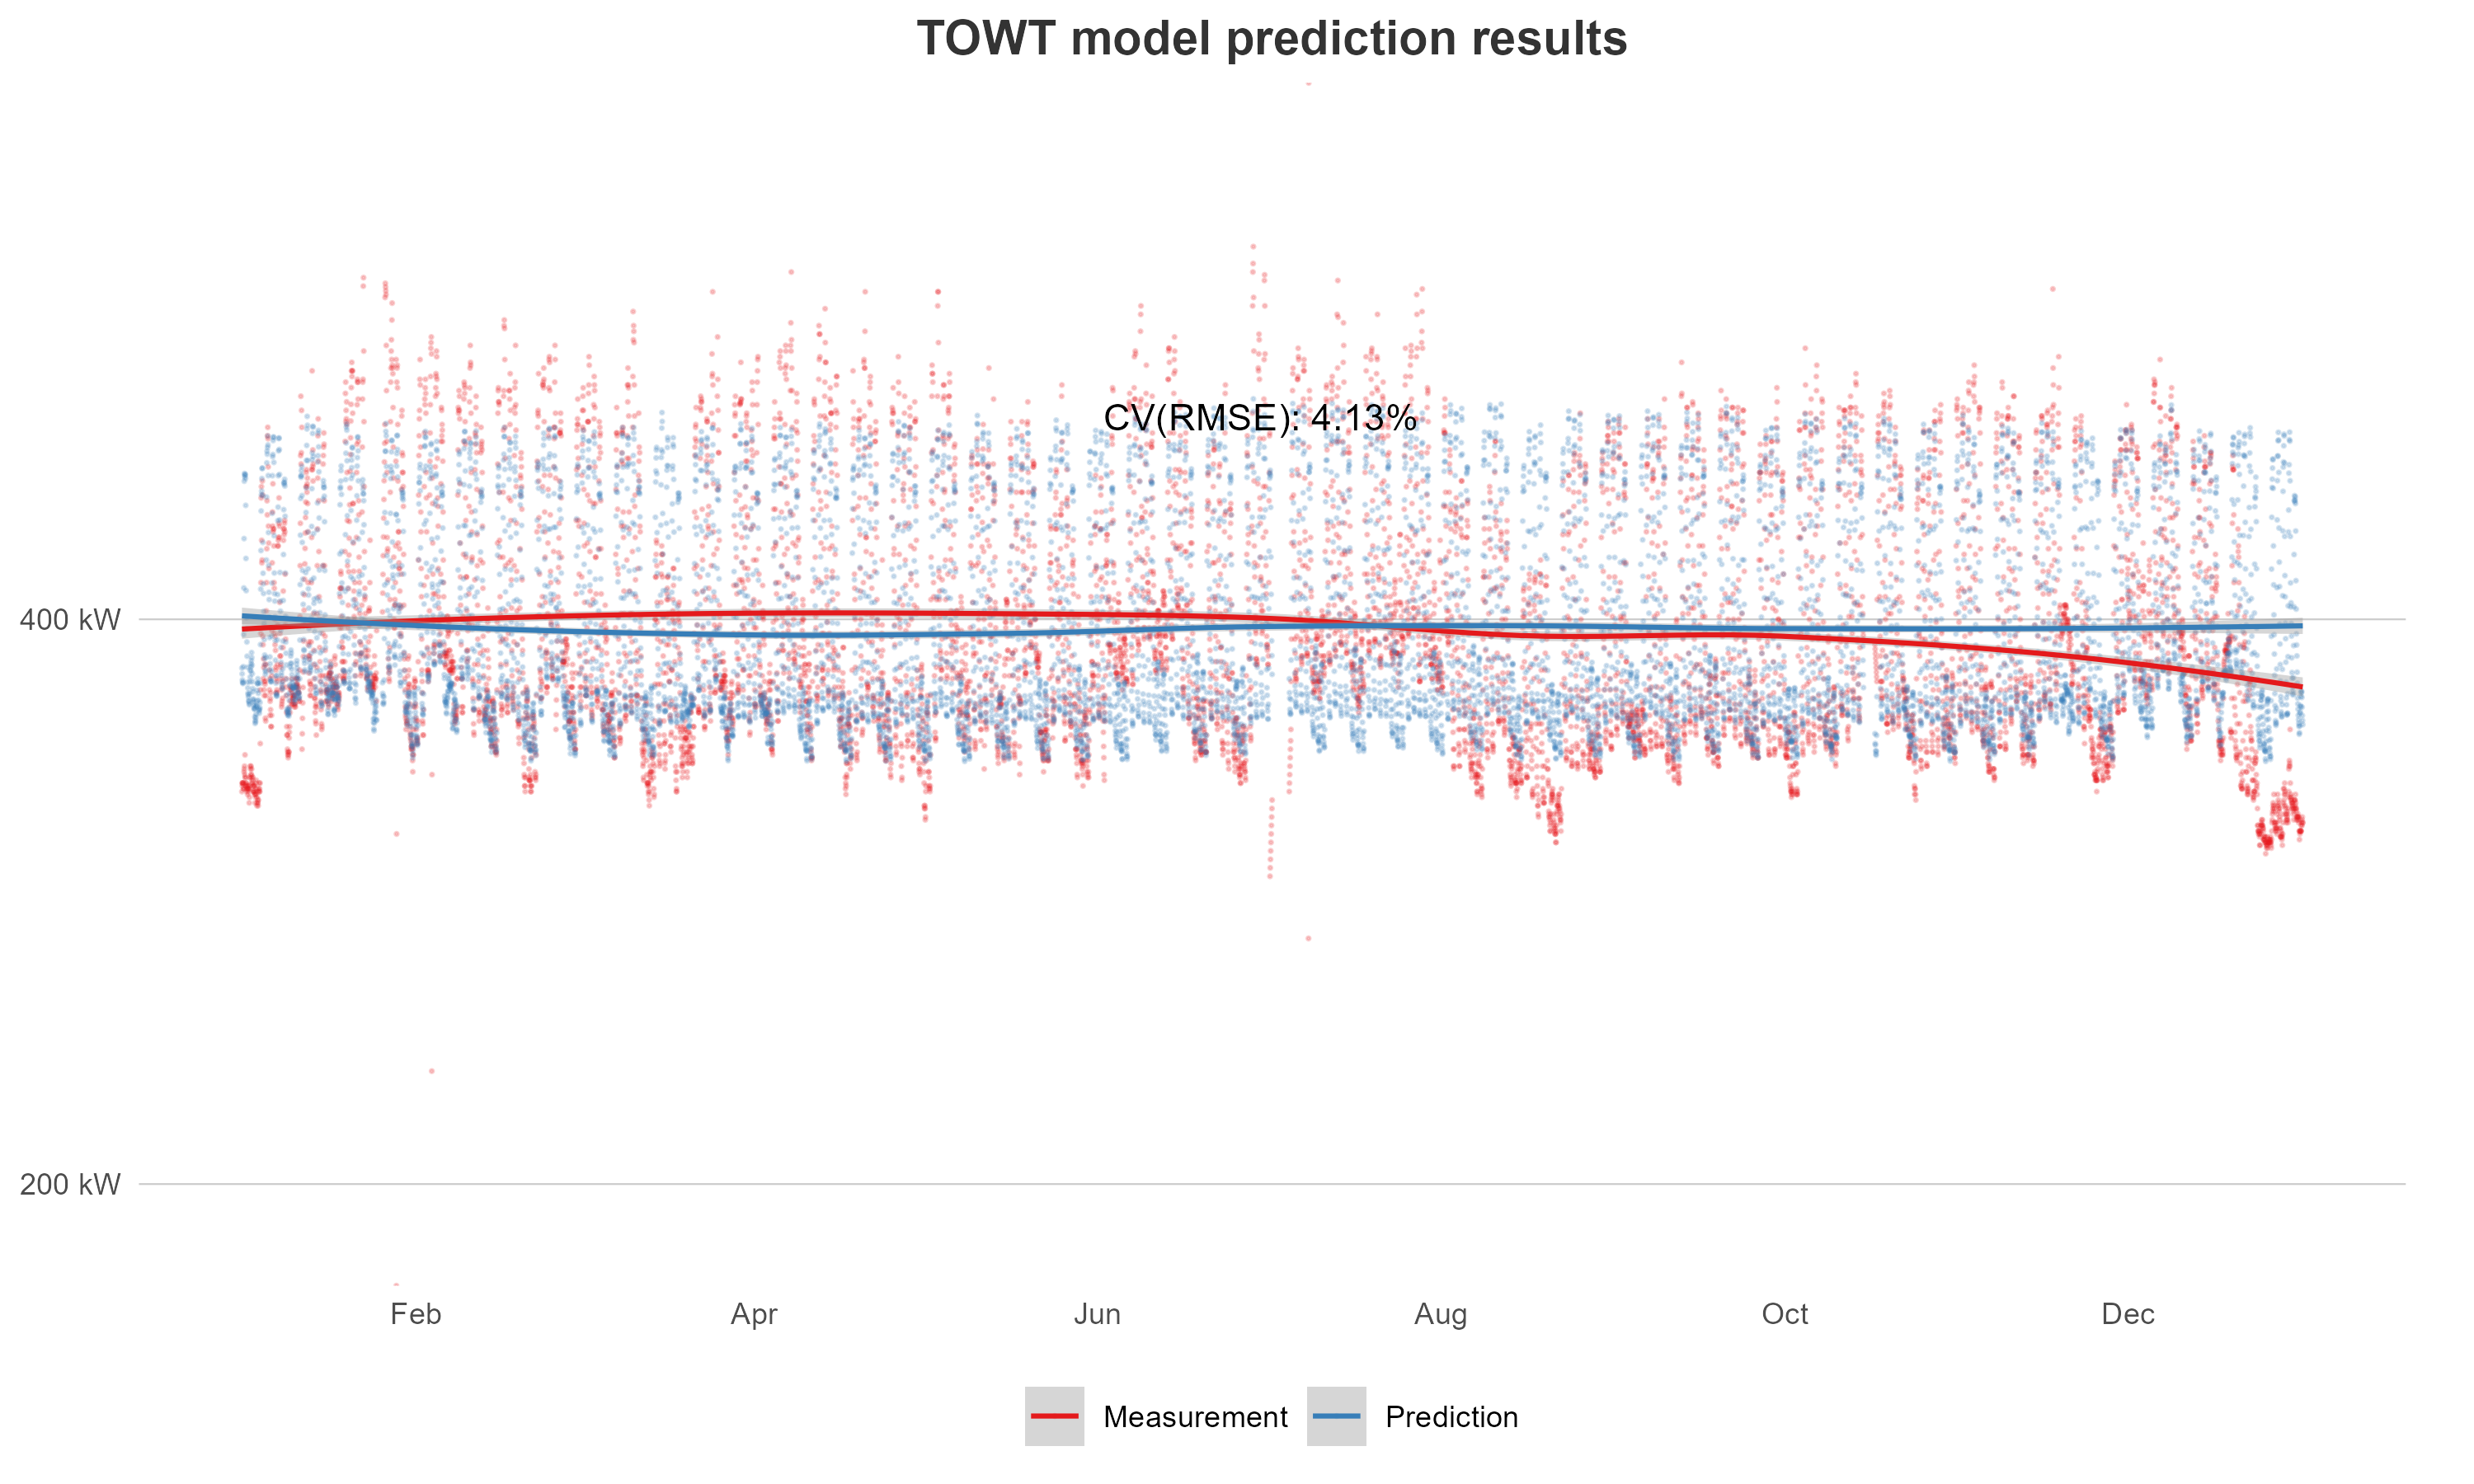 TOWT model prediction results
CV(RMSE): 4.13%
400 kW
200 kW
Feb Apr Jun Aug Oct Dec
Measurement Prediction